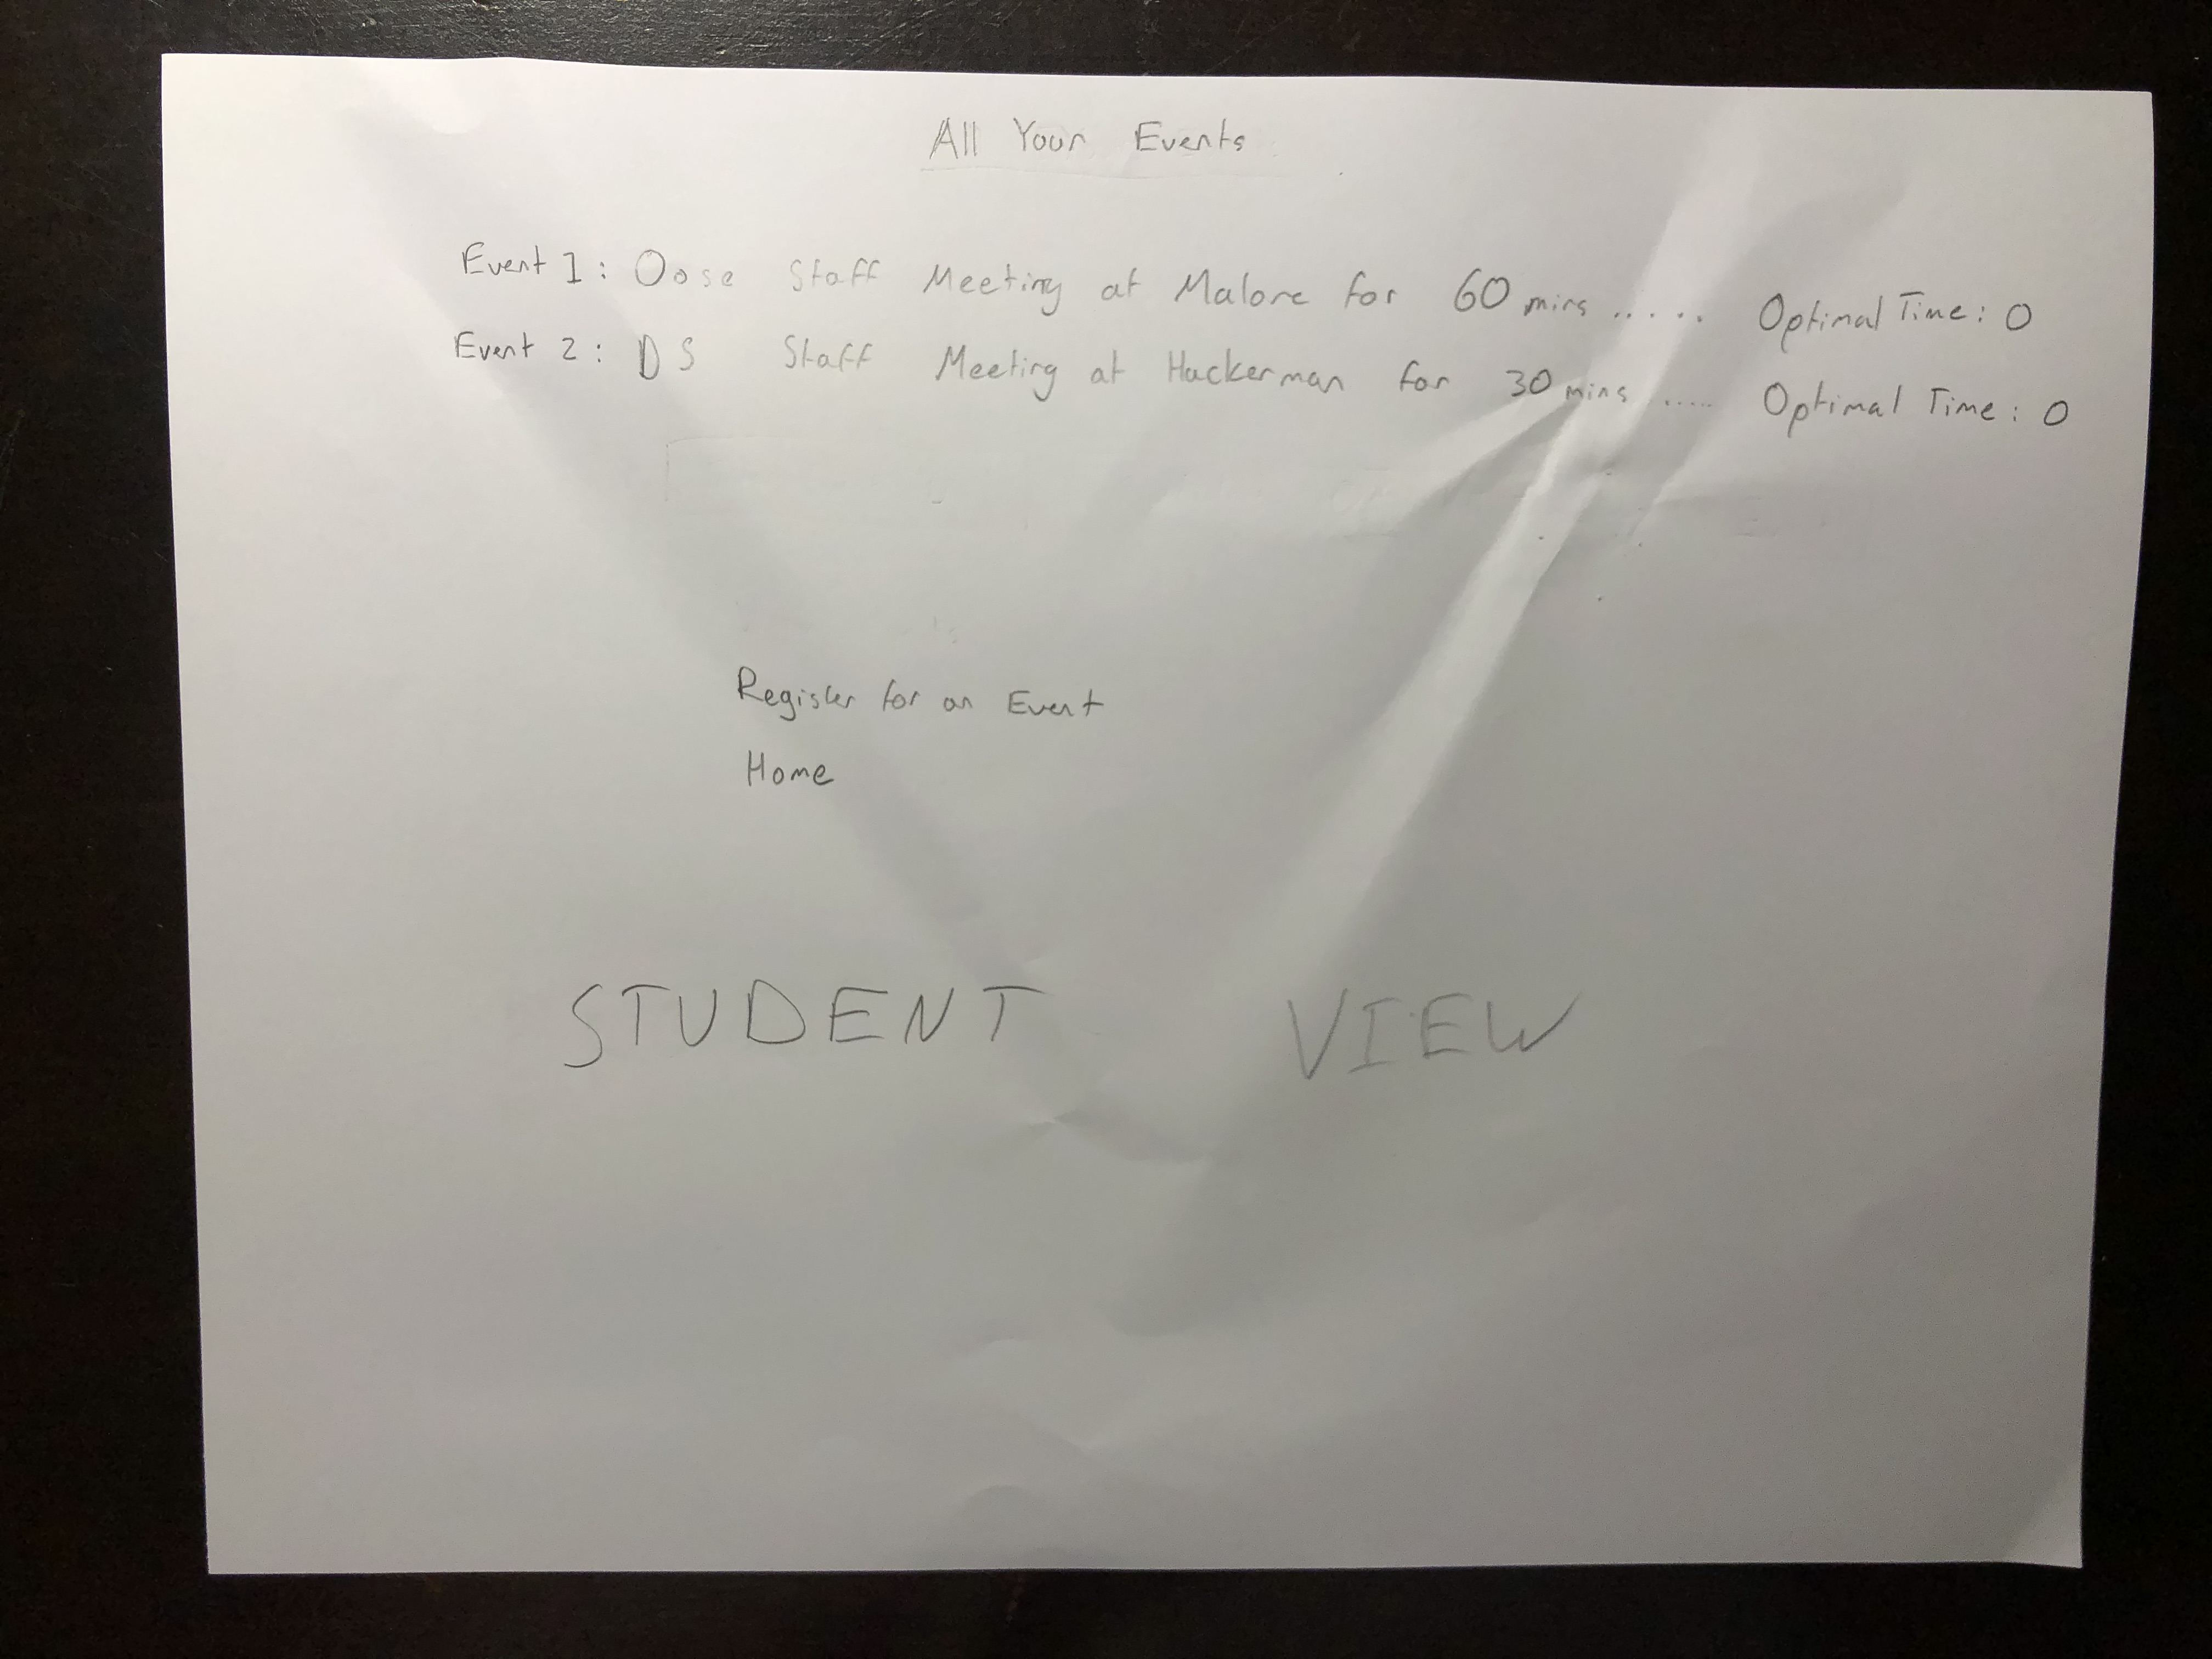 All Your Events
Event 1: Oose Staff Meeting at Malone for 60 mins ..... Optimal Time: 0
Event 2: DS Staff Meeting at Hackerman for 30 mins ..... Optimal Time: 0
Register for an Event
Home
STUDENT VIEW